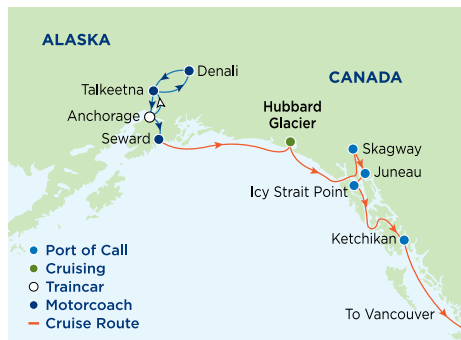 ALASKA
Denali
CANADA
Talkeetna
Hubbard
Glacier
Anchorage
Seward
Skagway
Juneau
Icy Strait Point
Ketchikan
Port of Call
Cruising
Traincar
Motorcoach
Cruise Route
To Vancouver